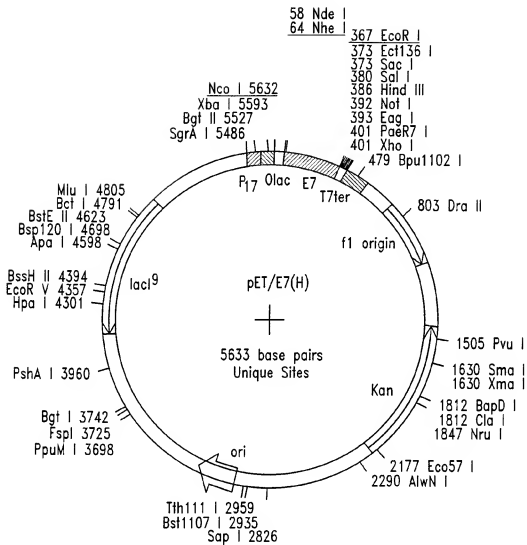 58 Nde I
64 Nhe I
367 EcoR I
373 Ect136 I
373 Sac I
380 Sal I
386 Hind III
392 Not I
393 Eag I
401 PaeR7 I
401 Xho I
479 Bpu1102 I
Nco I 5632
Xba I 5593
Bgt II 5527
SgrA I 5486
P17 Olac E7 T7ter
803 Dra II
f1 origin
Mlu I 4805
Bct I 4791
BstE II 4623
Bsp120 I 4698
Apa I 4598
lacI9
BssH II 4394
EcoR V 4357
Hpa I 4301
pET/E7(H)
5633 base pairs
Unique Sites
1505 Pvu I
1630 Sma I
1630 Xma I
Kan
1812 BapD I
1812 Cla I
1847 Nru I
PshA I 3960
Bgt I 3742
FspI 3725
PpuM I 3698
ori
2177 Eco57 I
2290 AlwN I
Tth111 I 2959
Bst1107 I 2935
Sap I 2826